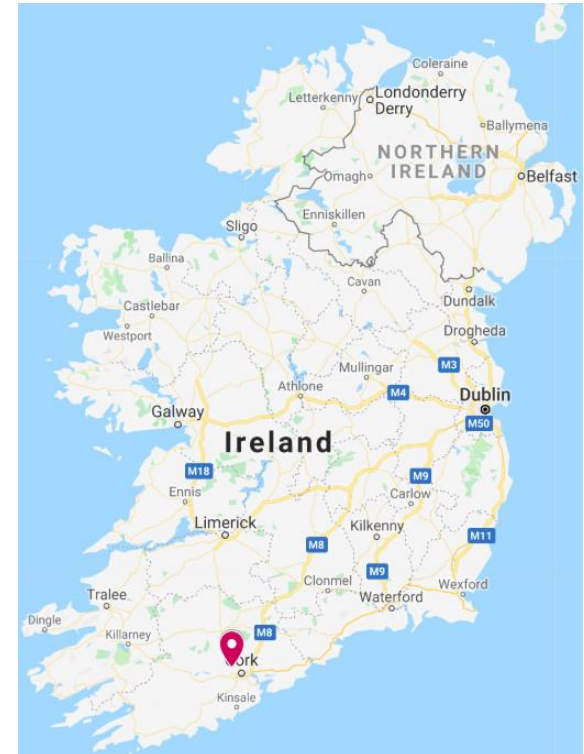 Coleraine
Letterkenny
Londonderry
Derry
Ballymena
NORTHERN
IRELAND
Omagh
Belfast
Enniskillen
Sligo
Ballina
Cavan
Dundalk
Castlebar
Drogheda
Westport
Mullingar
M3
Athlone
M4
Dublin
Galway
M50
Ireland
M18
M9
Ennis
Carlow
Limerick
Kilkenny
M11
M8
Clonmel
M9
Wexford
Tralee
Waterford
Dingle
Killarney
M8
ork
Kinsale